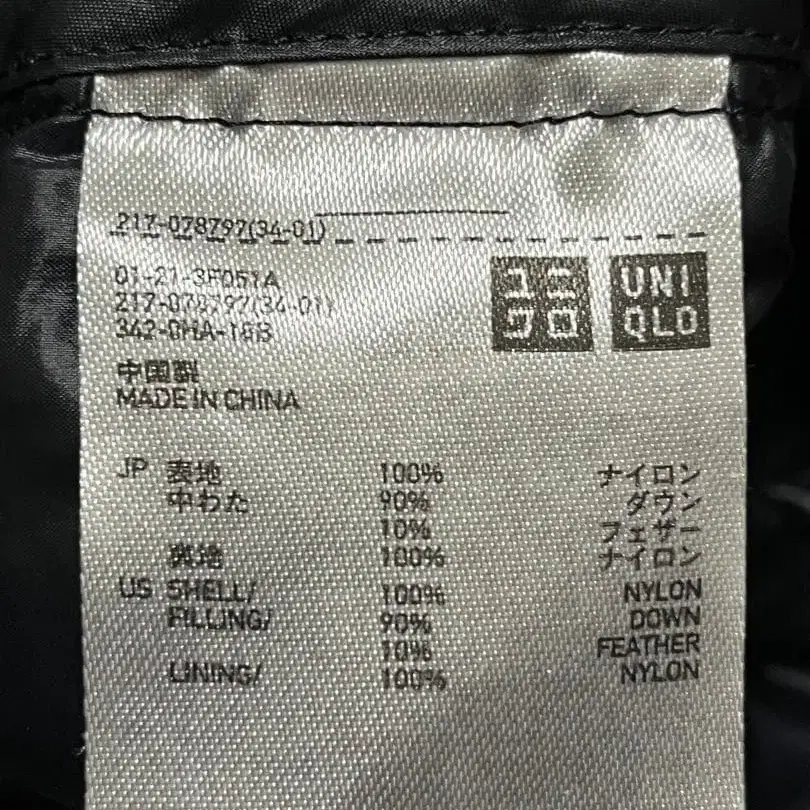 217-078797(34-01)
01-21-3F051A
217-078797(34-01)
342-0HA-18B
ユニ
クロ
UNI
QLO
中国製
MADE IN CHINA
JP 表地 100% ナイロン
中わた 90% ダウン
10% フェザー
裏地 100% ナイロン
US SHELL/ 100% NYLON
FILLING/ 90% DOWN
10% FEATHER
LINING/ 100% NYLON